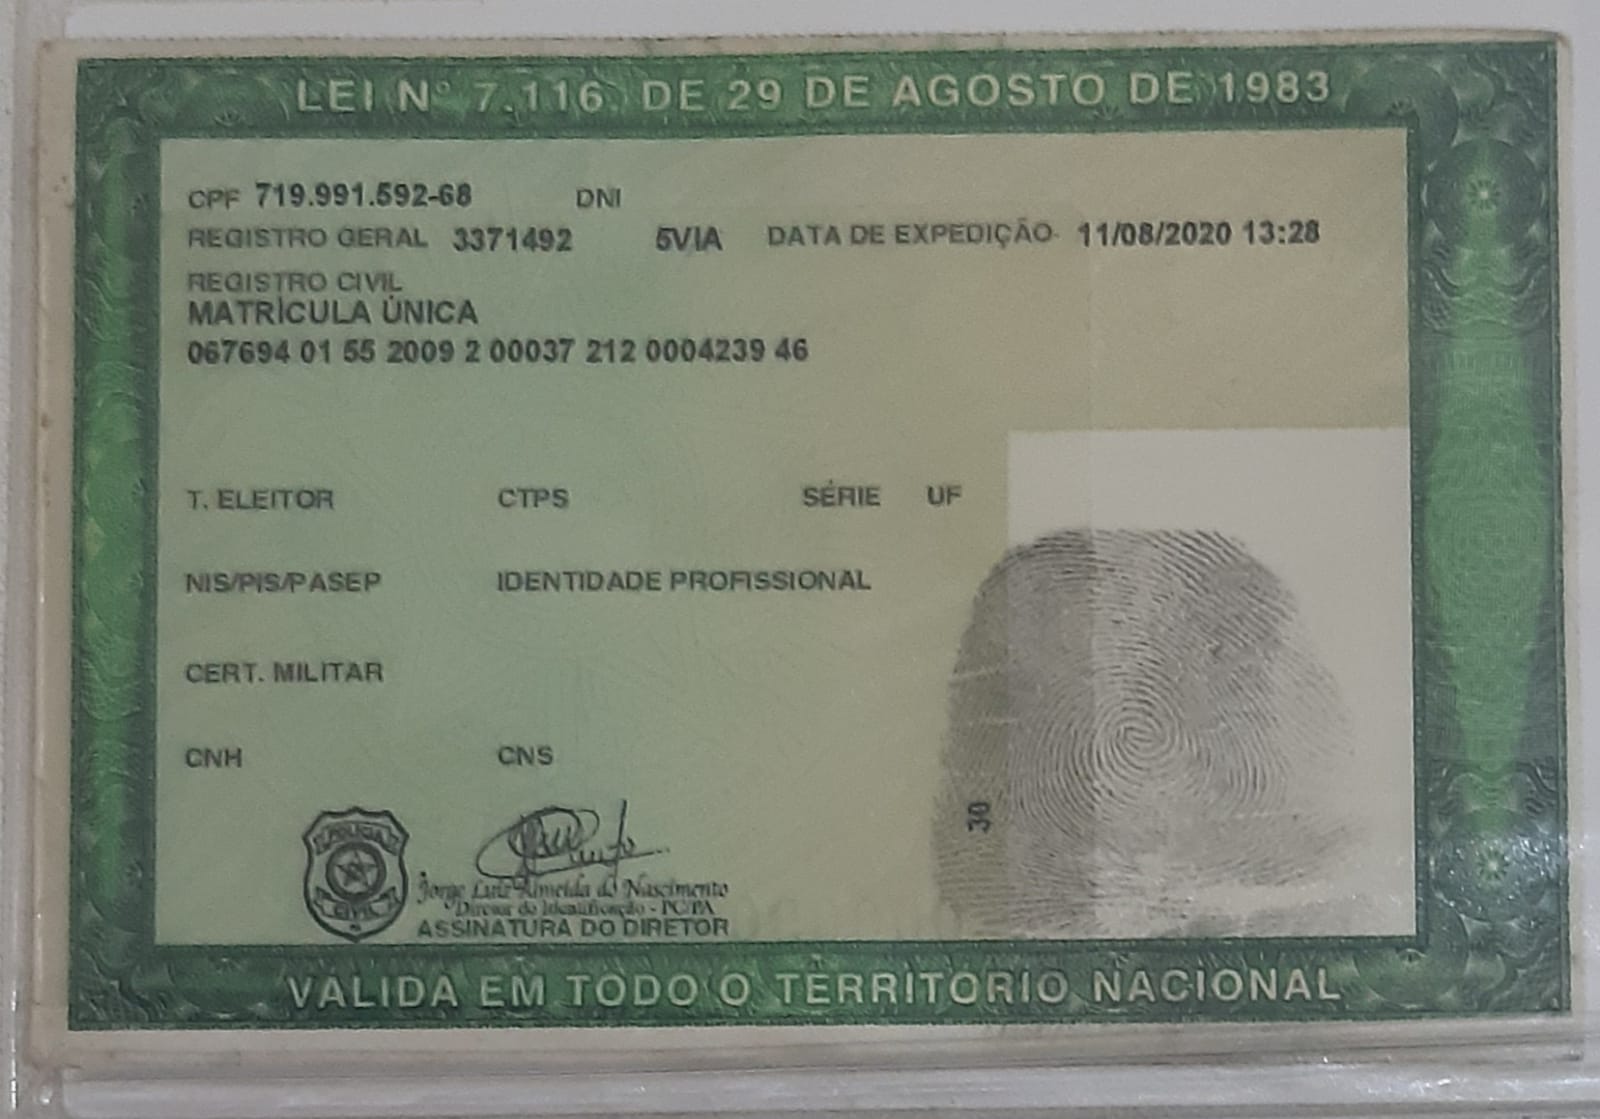 LEI Nº 7.116, DE 29 DE AGOSTO DE 1983
CPF 719.991.592-68 DNI
REGISTRO GERAL 3371492 5VIA DATA DE EXPEDIÇÃO 11/08/2020 13:28
REGISTRO CIVIL
MATRÍCULA ÚNICA
067694 01 55 2009 2 00037 212 0004239 46
T. ELEITOR CTPS SÉRIE UF
NIS/PIS/PASEP IDENTIDADE PROFISSIONAL
CERT. MILITAR
CNH CNS
30
POLÍCIA
CIVIL
Jorge Luiz Almeida do Nascimento
Diretor de Identificação - PC/PA
ASSINATURA DO DIRETOR
VÁLIDA EM TODO O TERRITÓRIO NACIONAL